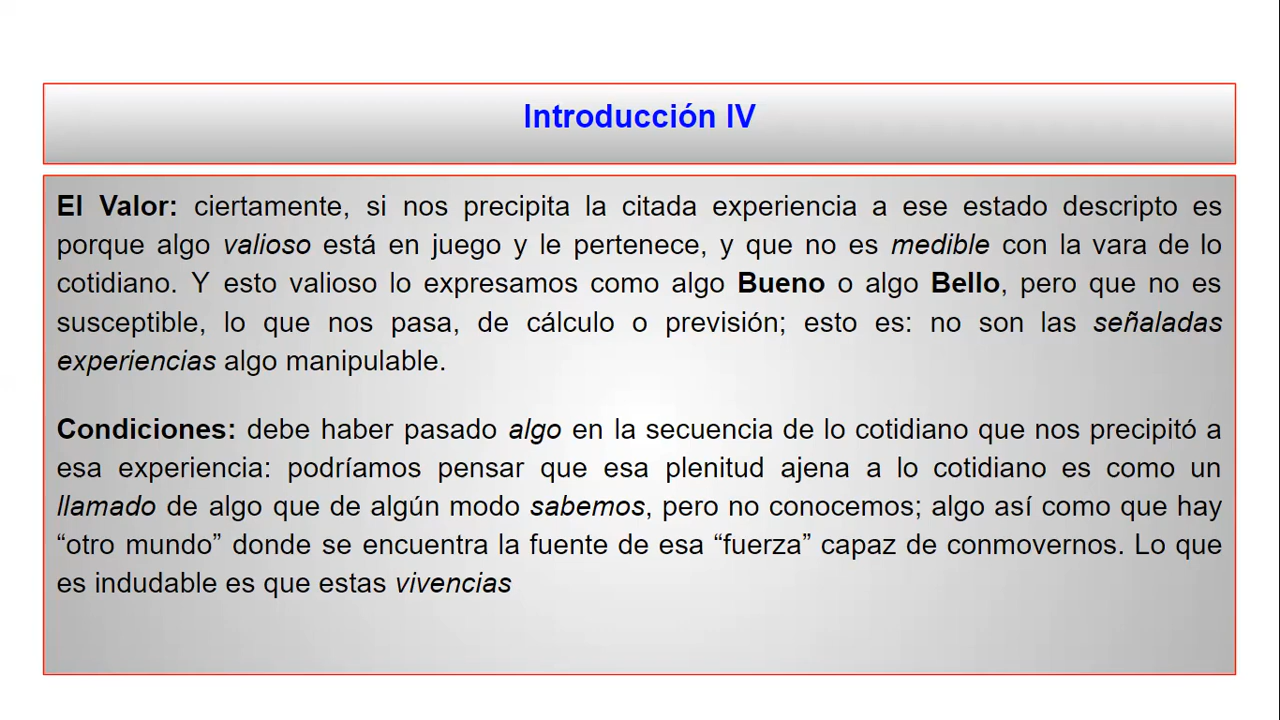 Introducción IV
El Valor: ciertamente, si nos precipita la citada experiencia a ese estado descripto es
porque algo valioso está en juego y le pertenece, y que no es medible con la vara de lo
cotidiano. Y esto valioso lo expresamos como algo Bueno o algo Bello, pero que no es
susceptible, lo que nos pasa, de cálculo o previsión; esto es: no son las señaladas
experiencias algo manipulable.
Condiciones: debe haber pasado algo en la secuencia de lo cotidiano que nos precipitó a
esa experiencia: podríamos pensar que esa plenitud ajena a lo cotidiano es como un
llamado de algo que de algún modo sabemos, pero no conocemos; algo así como que hay
“otro mundo” donde se encuentra la fuente de esa “fuerza” capaz de conmovernos. Lo que
es indudable es que estas vivencias